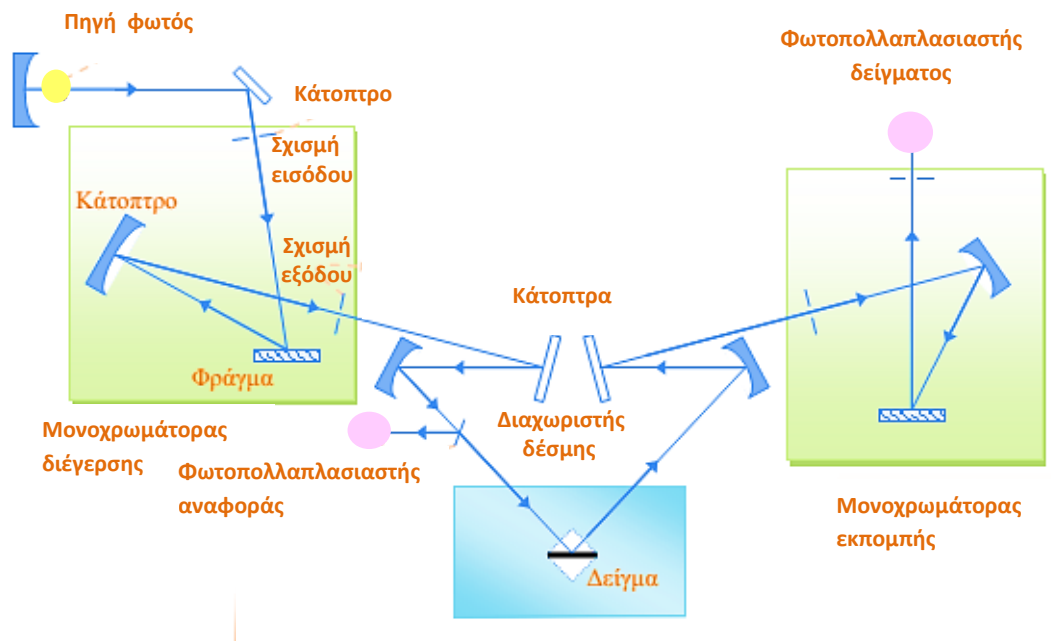 Πηγή φωτός
Φωτοπολλαπλασιαστής
δείγματος
Κάτοπτρο
Σχισμή
εισόδου
Κάτοπτρο
Σχισμή
εξόδου
Κάτοπτρα
Φράγμα
Διαχωριστής
δέσμης
Μονοχρωμάτορας
διέγερσης
Φωτοπολλαπλασιαστής
αναφοράς
Μονοχρωμάτορας
εκπομπής
Δείγμα